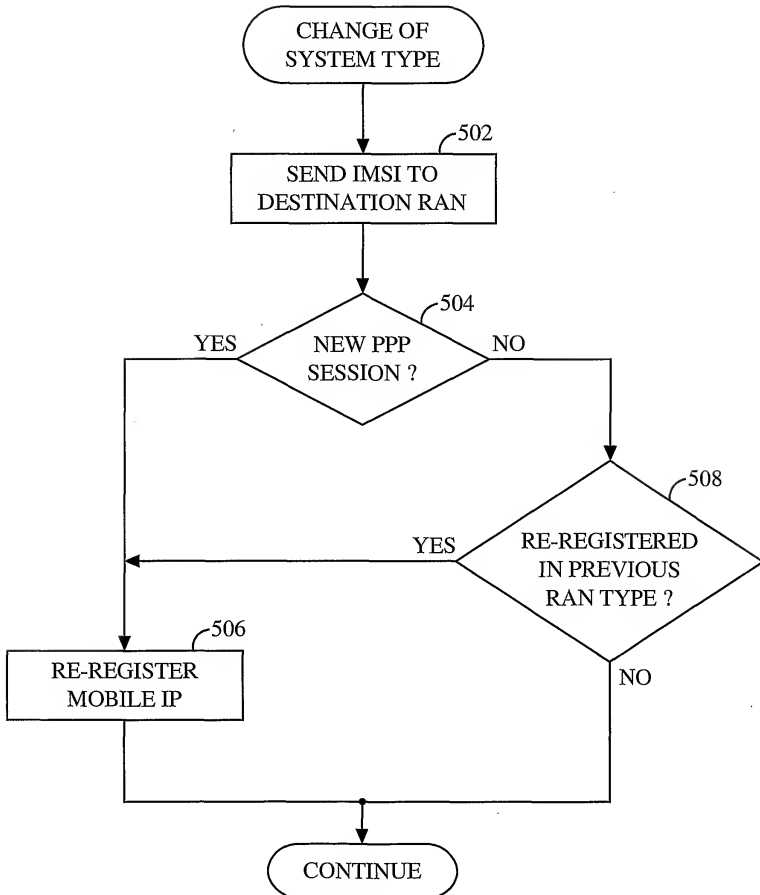 CHANGE OF
SYSTEM TYPE
502
SEND IMSI TO
DESTINATION RAN
504
YES
NEW PPP
SESSION ?
NO
508
YES
RE-REGISTERED
IN PREVIOUS
RAN TYPE ?
506
RE-REGISTER
MOBILE IP
NO
CONTINUE